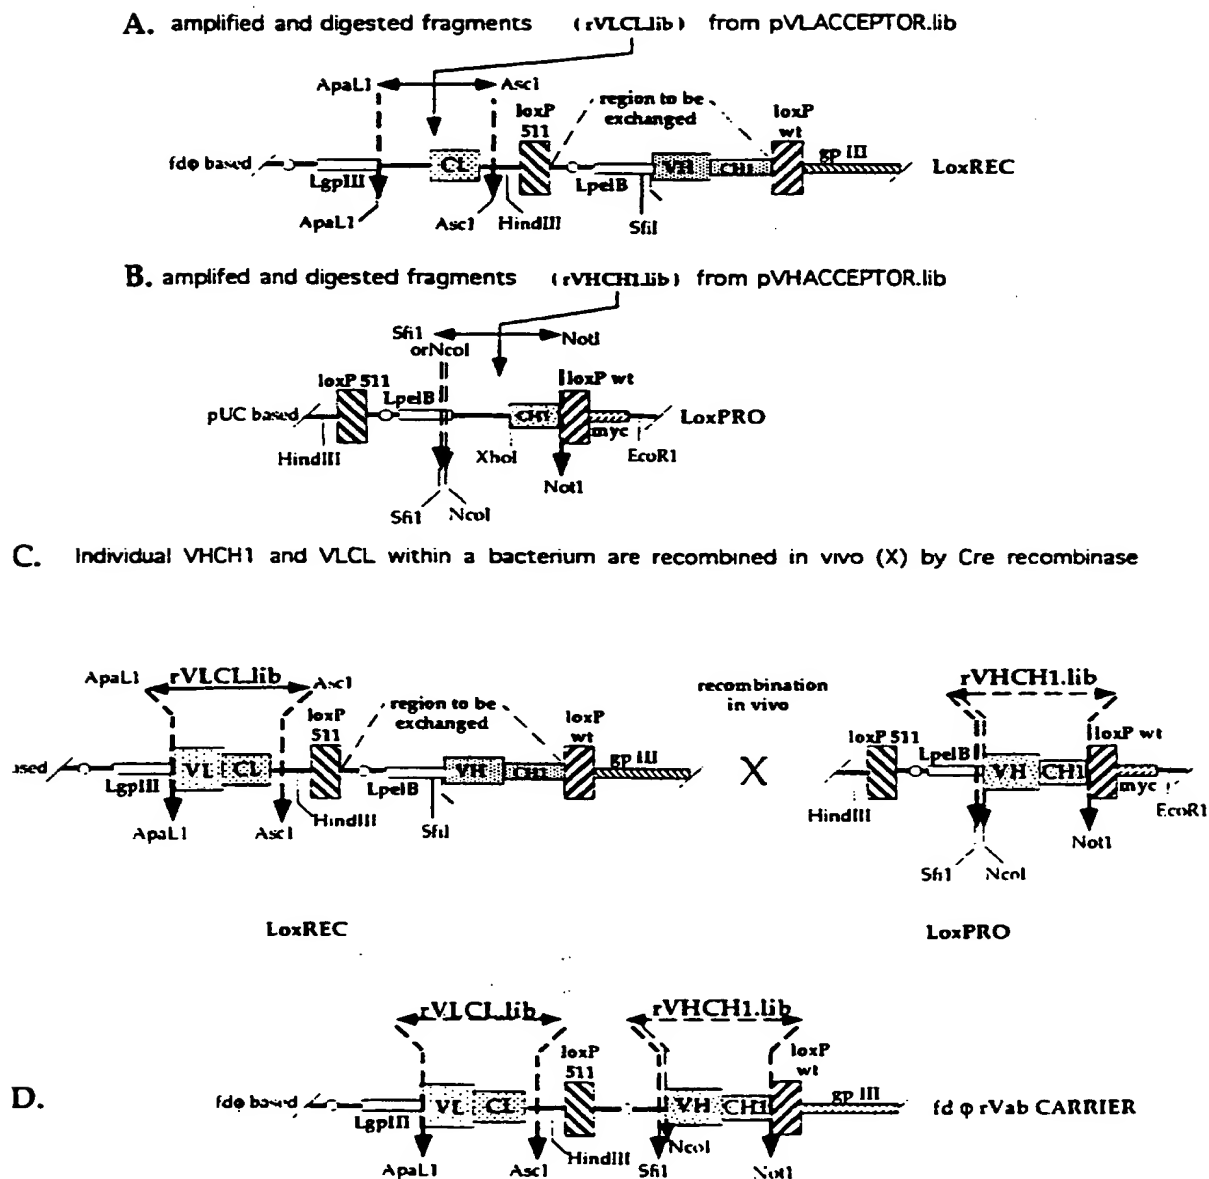 A. amplified and digested fragments (rVLCL.lib) from pVLACCEPTOR.lib
ApaL1 Asc1
loxP 511
region to be exchanged
loxP wt
fdφ based
LgpIII
CL
LpelB
VH
CH1
gp III
LoxREC
ApaL1
Asc1
HindIII
SfiI
B. amplifed and digested fragments (rVHCH1.lib) from pVHACCEPTOR.lib
Sfi1 orNcoI
Not1
loxP 511
LpelB
loxP wt
pUC based
CH1
myc
LoxPRO
HindIII
XhoI
EcoR1
Not1
Sfi1
NcoI
C. Individual VHCH1 and VLCL within a bacterium are recombined in vivo (X) by Cre recombinase
ApaL1
rVLCL.lib
Asc1
loxP 511
region to be exchanged
loxP wt
recombination in vivo
rVHCH1.lib
loxP 511
LpelB
loxP wt
ised
LgpIII
VL
CL
LpelB
VH
CH1
gp III
X
VH
CH1
myc
ApaL1
Asc1
HindIII
SfiI
HindIII
EcoR1
Not1
Sfi1
NcoI
LoxREC
LoxPRO
rVLCL.lib
rVHCH1.lib
loxP 511
loxP wt
D.
fdφ based
LgpIII
VL
CL
VH
CH1
gp III
fd φ rVab CARRIER
ApaL1
Asc1
HindIII
Sfi1
NcoI
Not1